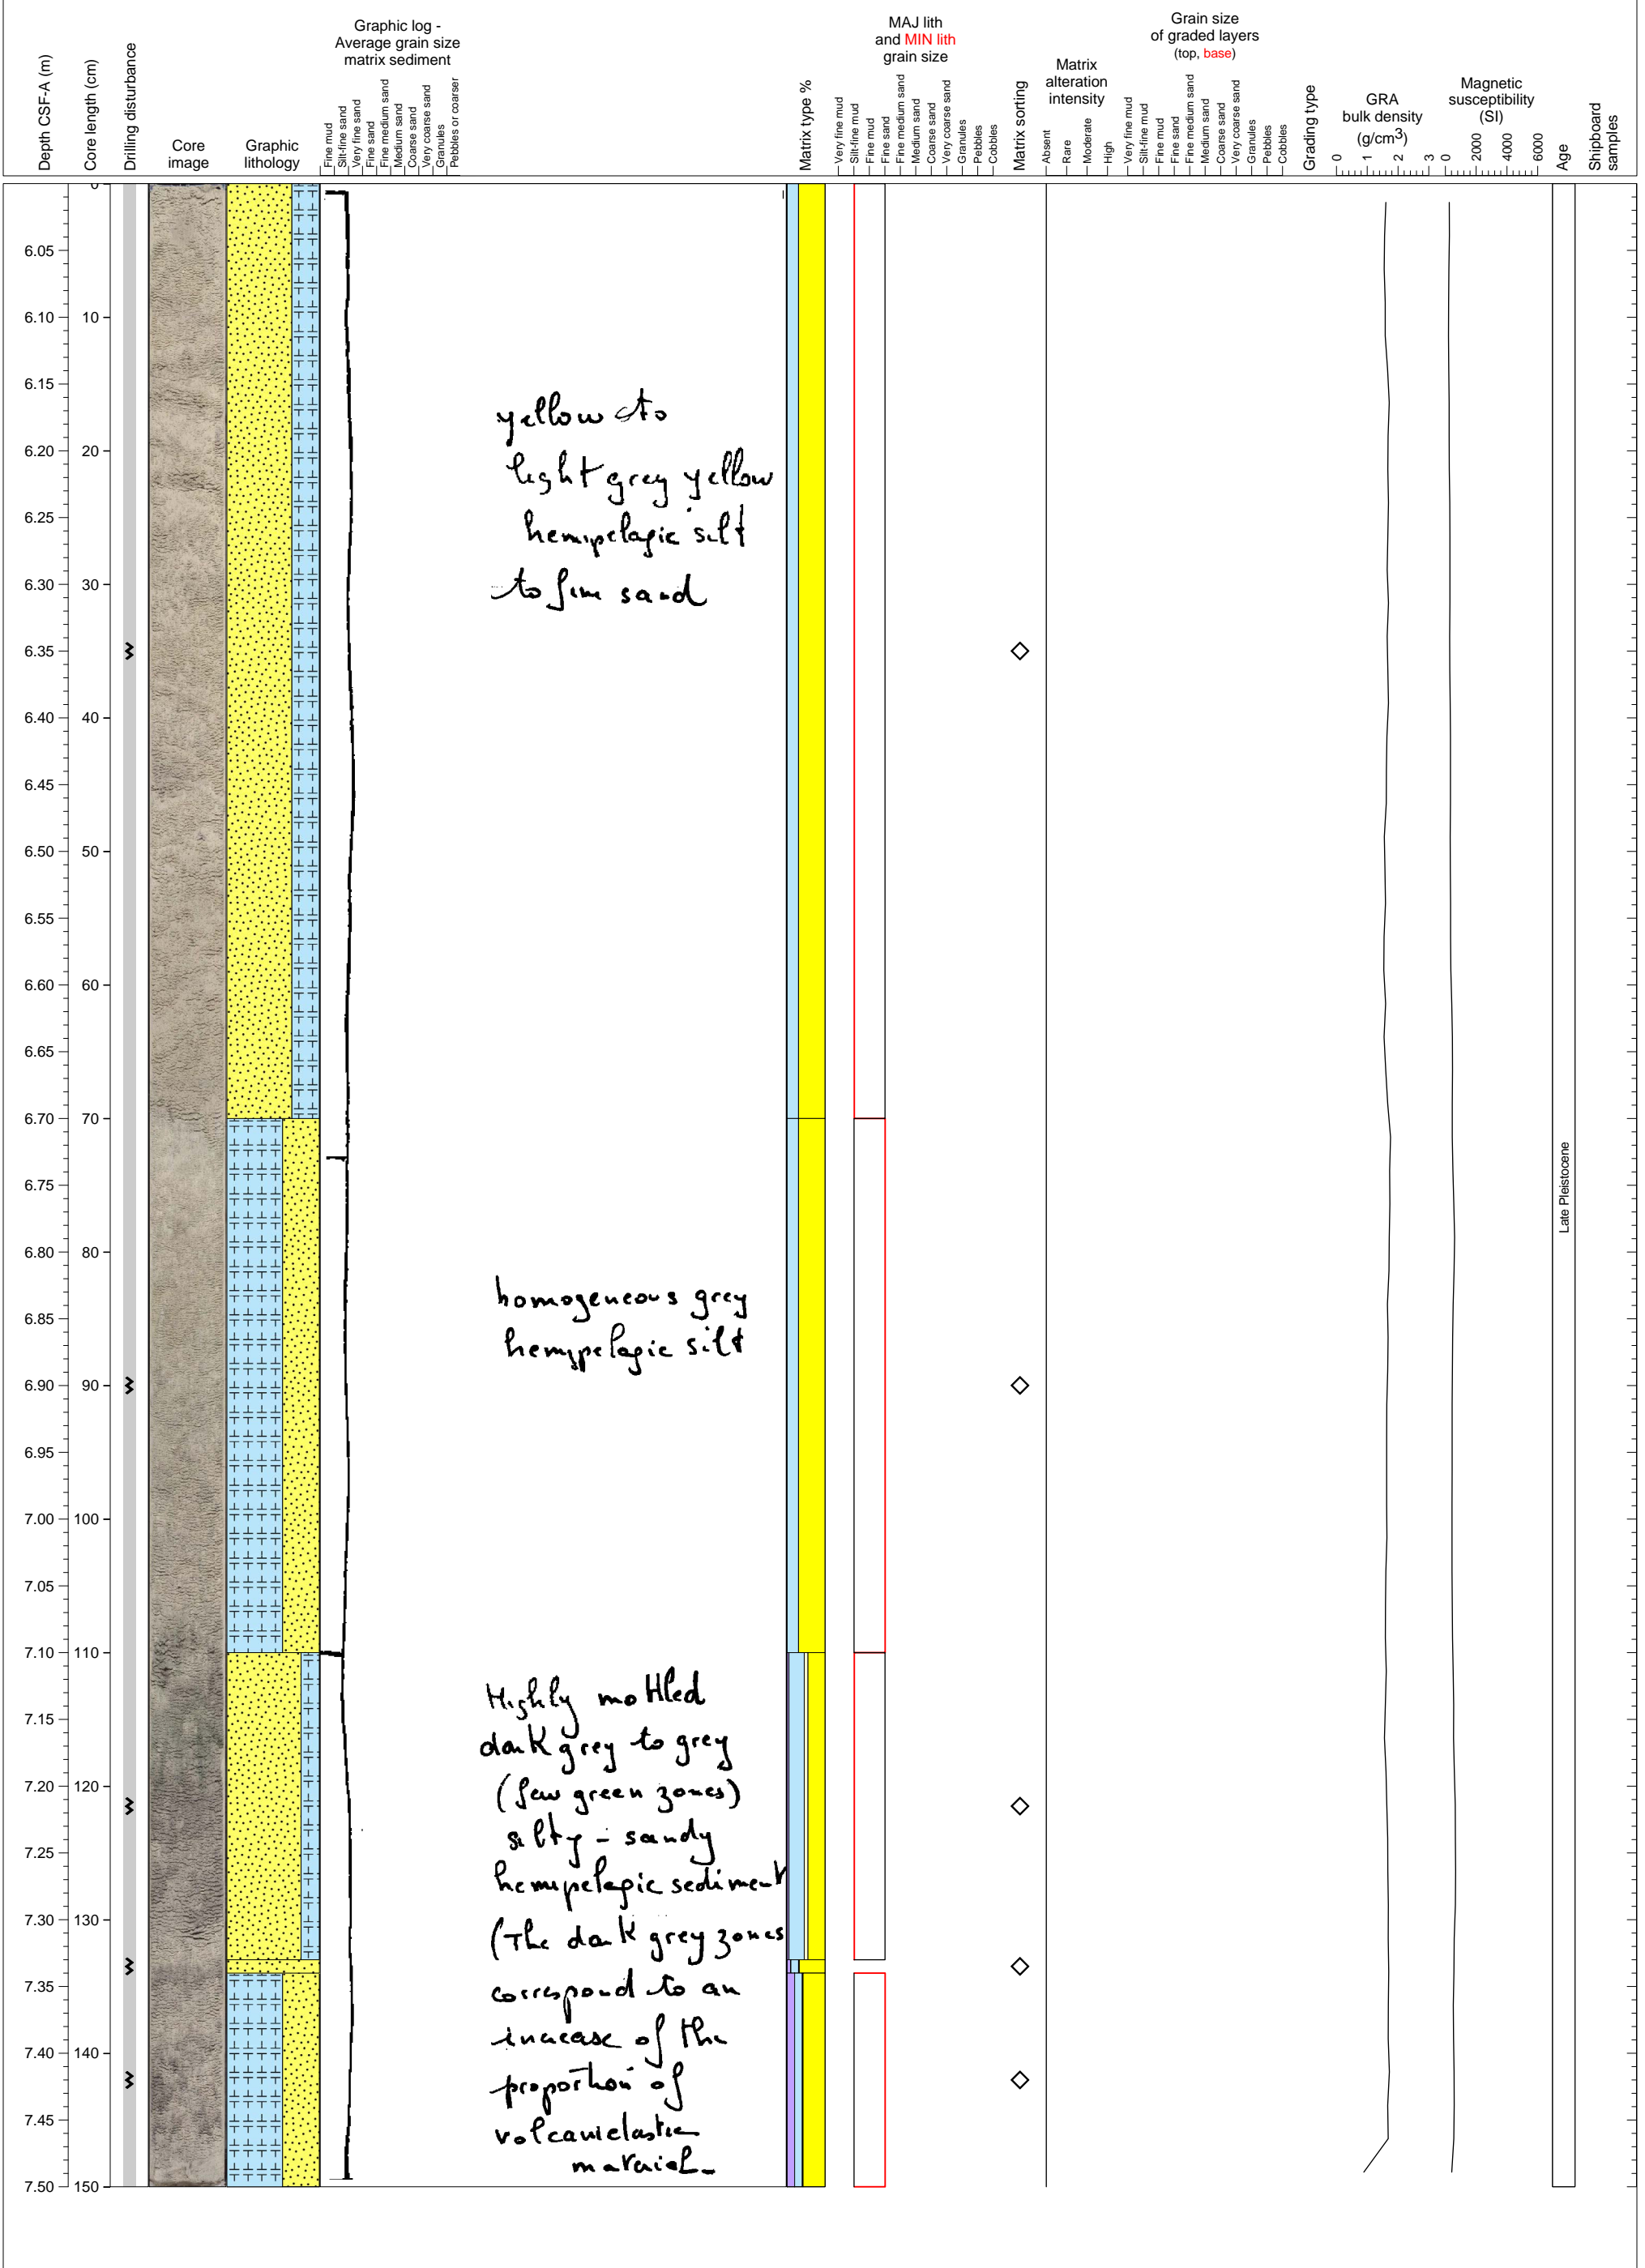 Depth CSF-A (m)
Core length (cm)
Drilling disturbance
Core
image
Graphic
lithology
Graphic log -
Average grain size
matrix sediment
Fine mud
Silt-fine sand
Very fine sand
Fine sand
Fine medium sand
Medium sand
Coarse sand
Very coarse sand
Granules
Pebbles or coarser
Matrix type %
MAJ lith
and MIN lith
grain size
Very fine mud
Silt-fine mud
Fine mud
Fine sand
Fine medium sand
Medium sand
Coarse sand
Very coarse sand
Granules
Pebbles
Cobbles
Matrix sorting
Matrix
alteration
intensity
Absent
Rare
Moderate
High
Grain size
of graded layers
(top, base)
Very fine mud
Silt-fine mud
Fine mud
Fine sand
Fine medium sand
Medium sand
Coarse sand
Very coarse sand
Granules
Pebbles
Cobbles
Grading type
GRA
bulk density
(g/cm3)
0 1 2 3
Magnetic
susceptibility
(SI)
0 2000 4000 6000
Age
Shipboard
samples
0
6.05
6.10 10
6.15
6.20 20
6.25
6.30 30
6.35
6.40 40
6.45
6.50 50
6.55
6.60 60
6.65
6.70 70
6.75
6.80 80
6.85
6.90 90
6.95
7.00 100
7.05
7.10 110
7.15
7.20 120
7.25
7.30 130
7.35
7.40 140
7.45
7.50 150
yellow to
light grey yellow
hemipelagic silt
to fine sand
homogeneous grey
hemipelagic silt
Highly mottled
dark grey to grey
(few green zones)
silty - sandy
hemipelagic sediment
(The dark grey zones
correspond to an
increase of the
proportion of
volcaniclastic
material.
Late Pleistocene